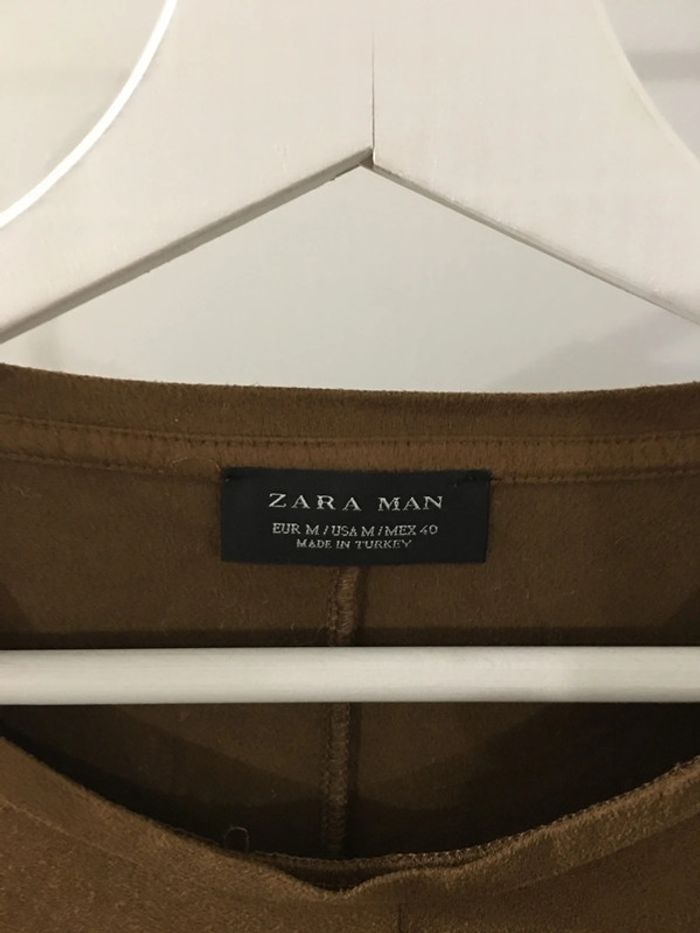 ZARA MAN
EUR M / USA M / MEX 40
MADE IN TURKEY